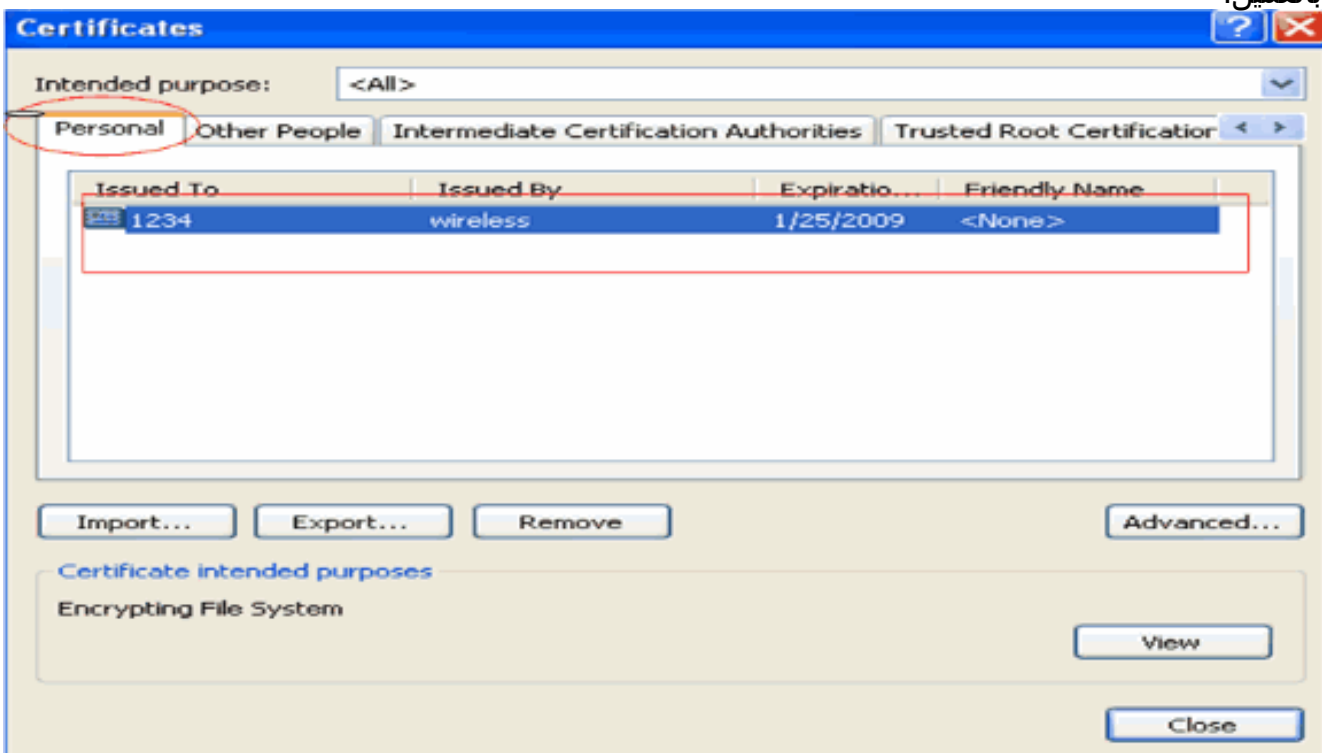 Certificates
Intended purpose: <All>
Personal Other People Intermediate Certification Authorities Trusted Root Certification
Issued To Issued By Expiratio... Friendly Name
1234 wireless 1/25/2009 <None>
Import... Export... Remove Advanced...
Certificate intended purposes
Encrypting File System
View
Close